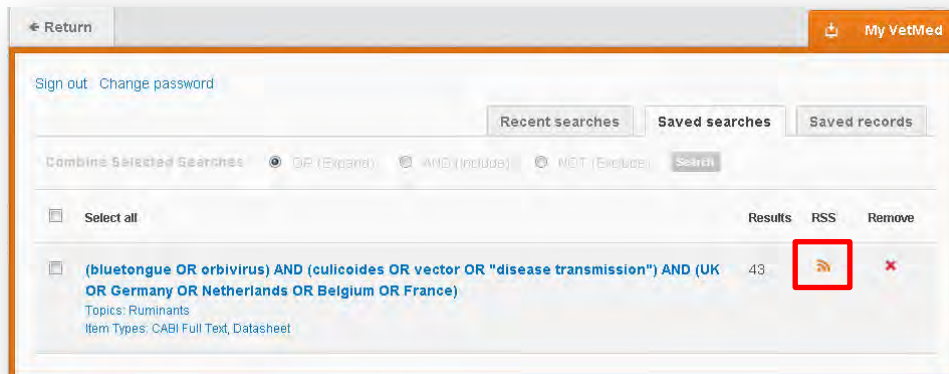 Return
My VetMed
Sign out Change password
Recent searches Saved searches Saved records
Combine Selected Searches OR (Expand) AND (Include) NOT (Exclude) Search
Select all Results RSS Remove
(bluetongue OR orbivirus) AND (culicoides OR vector OR "disease transmission") AND (UK 43
OR Germany OR Netherlands OR Belgium OR France)
Topics: Ruminants
Item Types: CABI Full Text, Datasheet